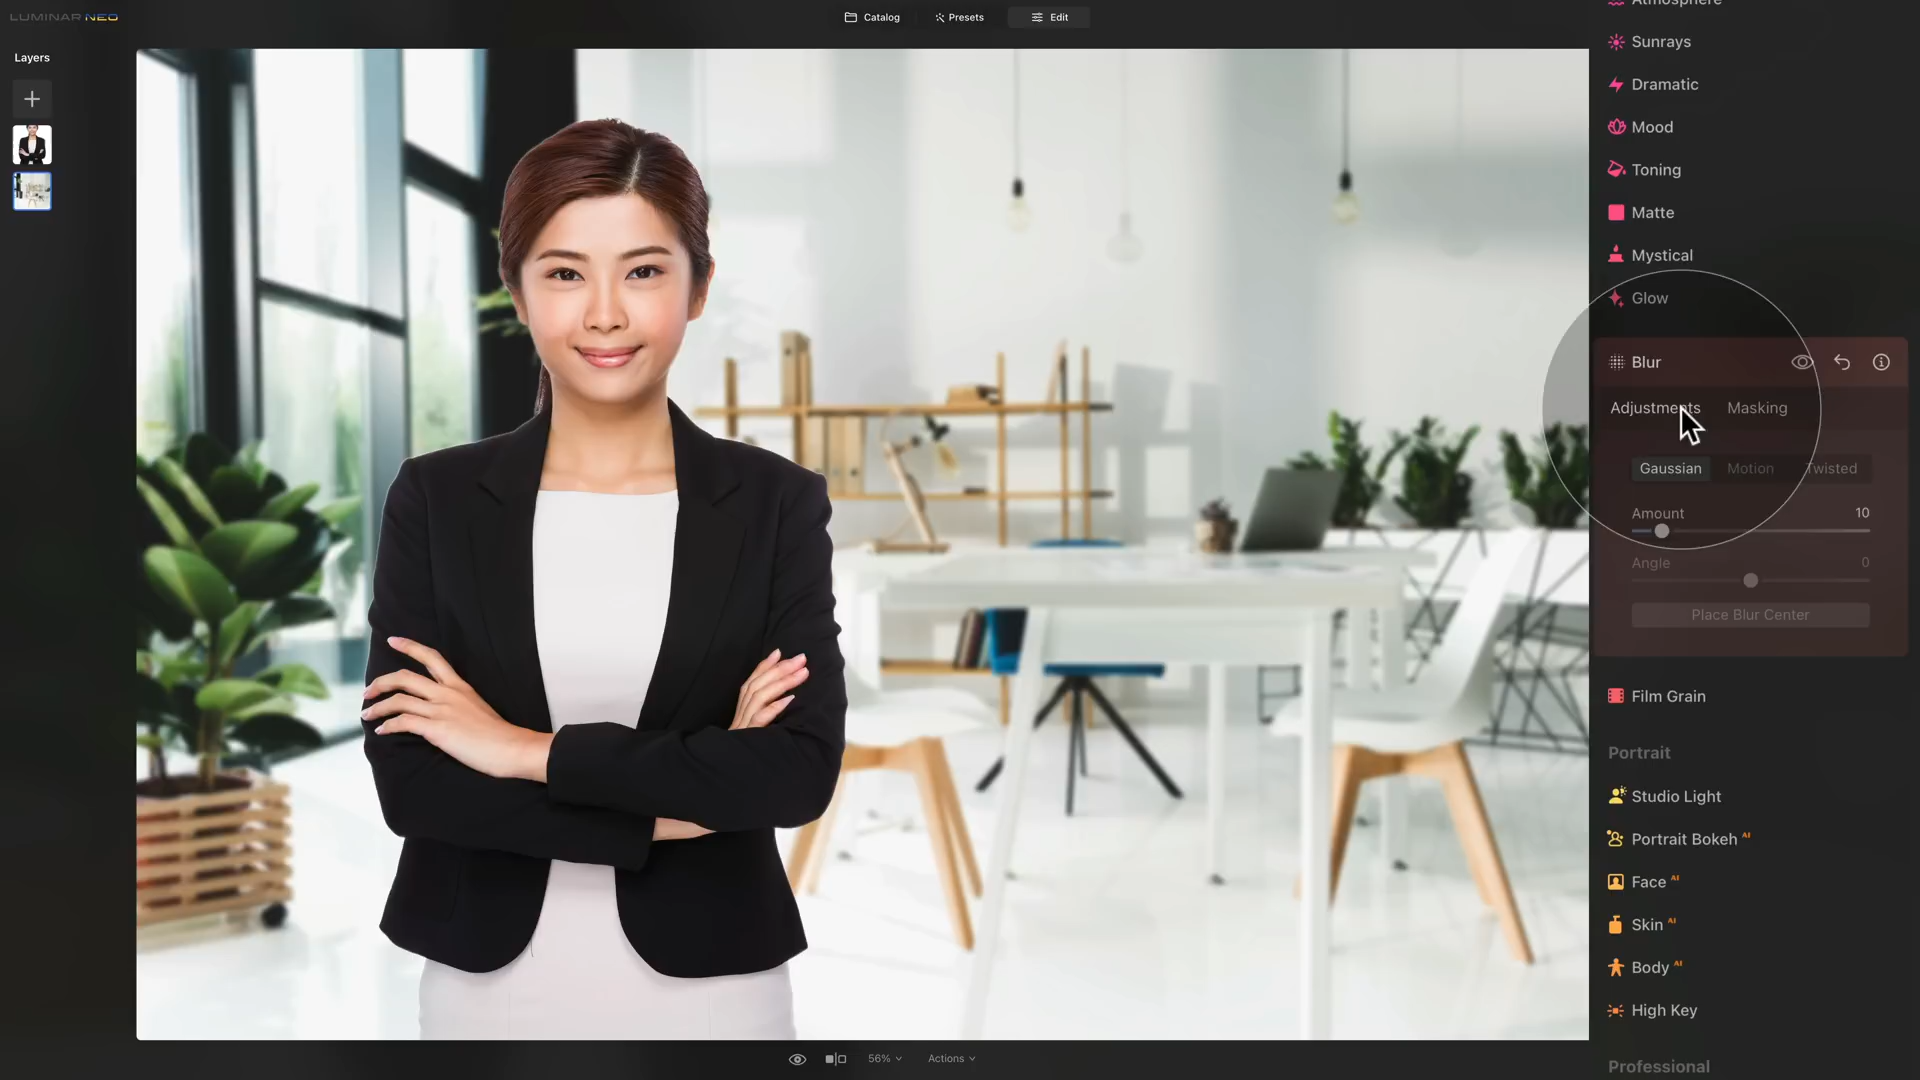 LUMINAR NEO
Catalog
Presets
Edit
Layers
Atmosphere
Sunrays
Dramatic
Mood
Toning
Matte
Mystical
Glow
Blur
Adjustments Masking
Gaussian Motion Twisted
Amount 10
Angle 0
Place Blur Center
Film Grain
Portrait
Studio Light
Portrait Bokeh AI
Face AI
Skin AI
Body AI
High Key
Professional
56%
Actions